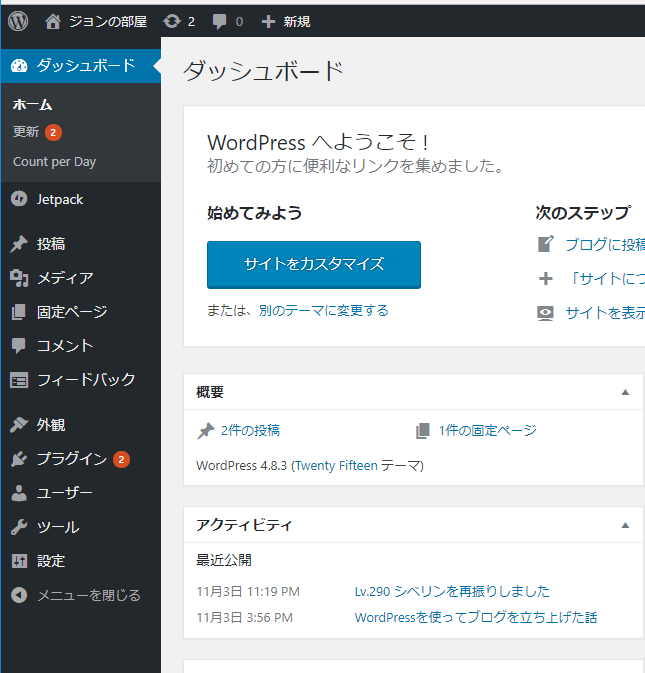 ジョンの部屋 2 0 新規
ダッシュボード
ホーム
更新 2
Count per Day
Jetpack
投稿
メディア
固定ページ
コメント
フィードバック
外観
プラグイン 2
ユーザー
ツール
設定
メニューを閉じる
ダッシュボード
WordPress へようこそ !
初めての方に便利なリンクを集めました。
始めてみよう
サイトをカスタマイズ
または、別のテーマに変更する
次のステップ
ブログに投稿
「サイトにつ
サイトを表示
概要
2件の投稿 1件の固定ページ
WordPress 4.8.3 (Twenty Fifteen テーマ)
アクティビティ
最近公開
11月3日 11:19 PM Lv.290 シベリンを再振りしました
11月3日 3:56 PM WordPressを使ってブログを立ち上げた話